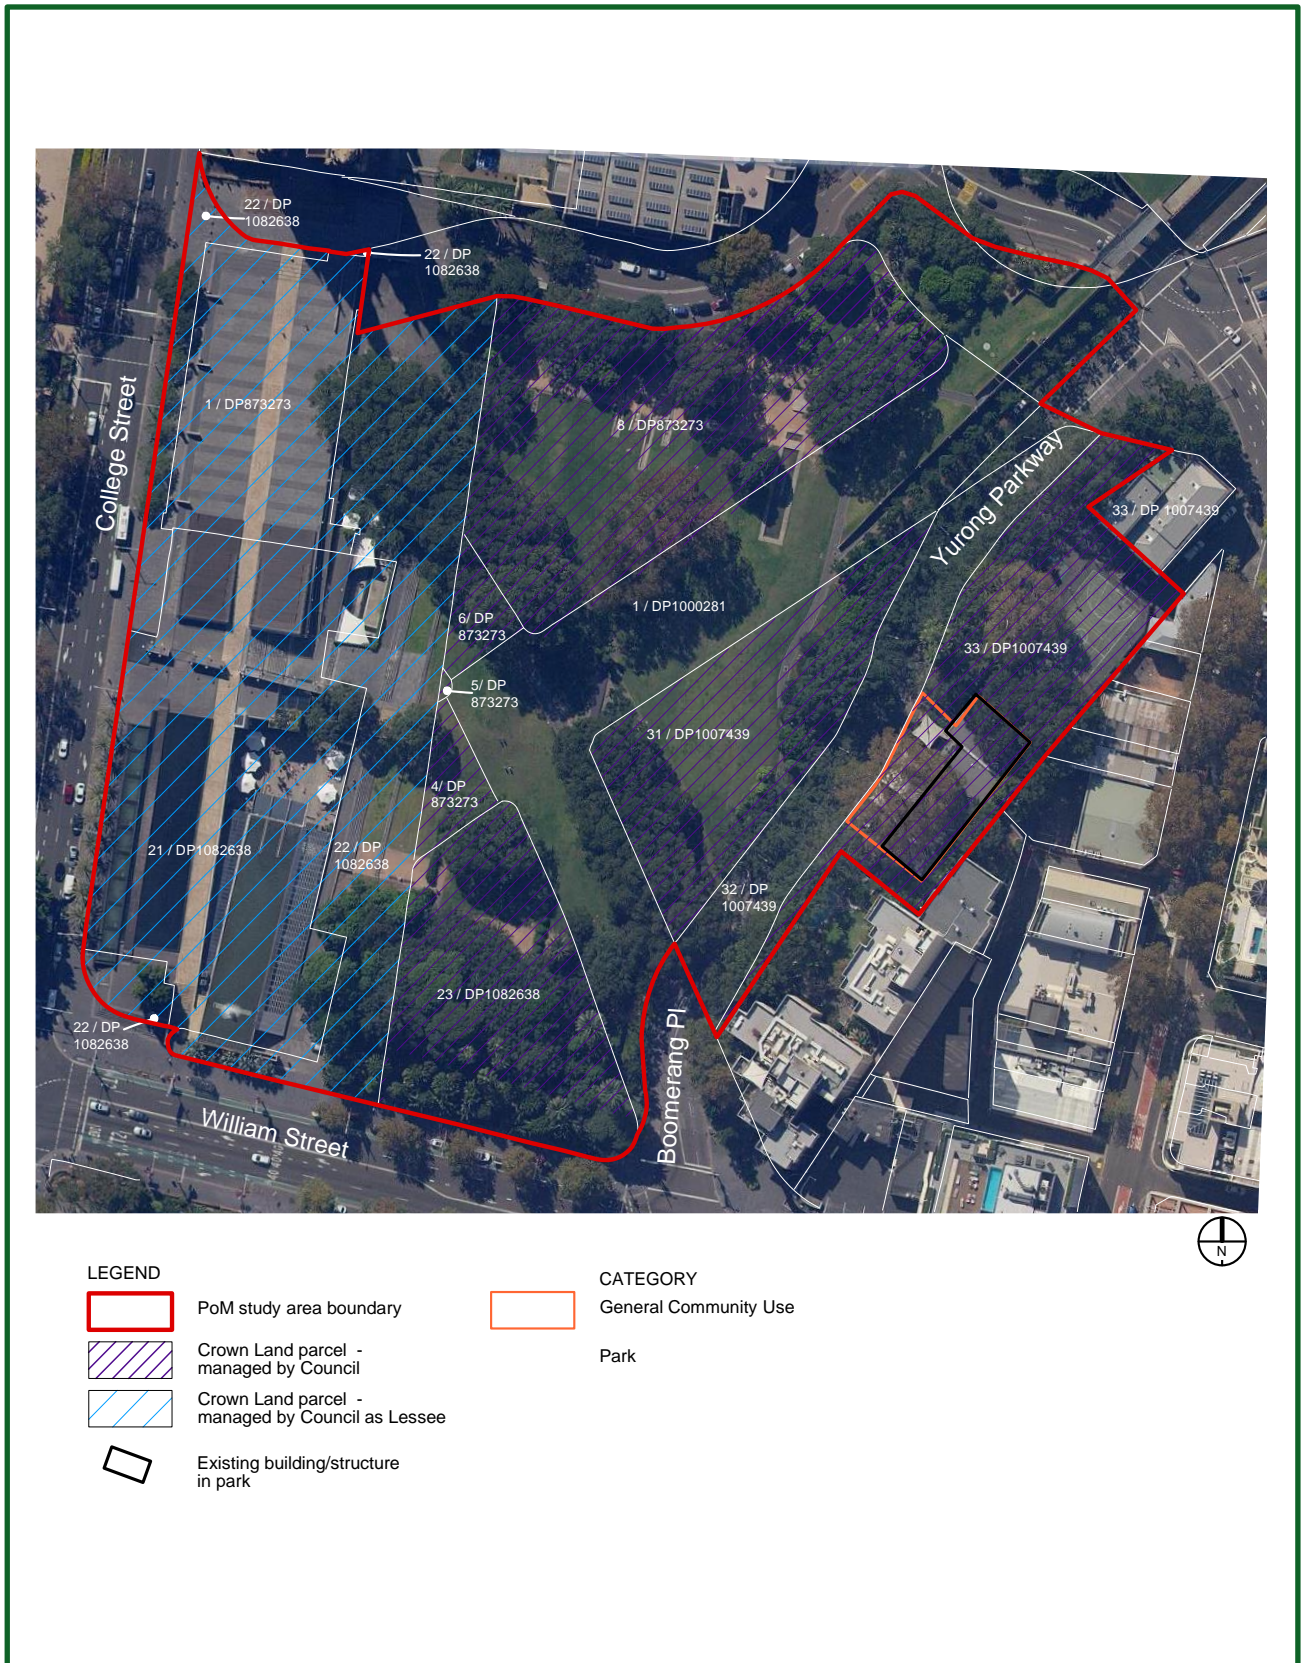 22 / DP
1082638
22 / DP
1082638
College Street
1 / DP873273
8 / DP873273
Yurong Parkway
33 / DP 1007439
6/ DP
873273
1 / DP1000281
33 / DP1007439
5/ DP
873273
31 / DP1007439
4/ DP
873273
21 / DP1082638
22 / DP
1082638
32 / DP
1007439
23 / DP1082638
22 / DP
1082638
Boomerang Pl
William Street
N
LEGEND
PoM study area boundary
Crown Land parcel -
managed by Council
Crown Land parcel -
managed by Council as Lessee
Existing building/structure
in park
CATEGORY
General Community Use
Park